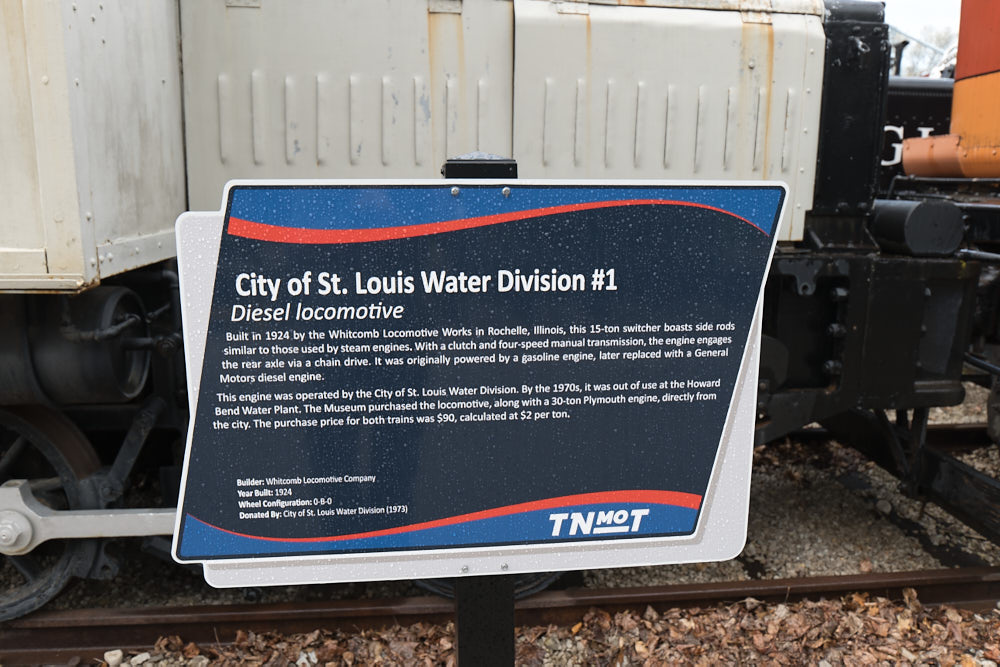 G
City of St. Louis Water Division #1
Diesel locomotive
Built in 1924 by the Whitcomb Locomotive Works in Rochelle, Illinois, this 15-ton switcher boasts side rods
similar to those used by steam engines. With a clutch and four-speed manual transmission, the engine engages
the rear axle via a chain drive. It was originally powered by a gasoline engine, later replaced with a General
Motors diesel engine.
This engine was operated by the City of St. Louis Water Division. By the 1970s, it was out of use at the Howard
Bend Water Plant. The Museum purchased the locomotive, along with a 30-ton Plymouth engine, directly from
the city. The purchase price for both trains was $90, calculated at $2 per ton.
Builder: Whitcomb Locomotive Company
Year Built: 1924
Wheel Configuration: 0-B-0
Donated By: City of St. Louis Water Division (1973)
TNMOT